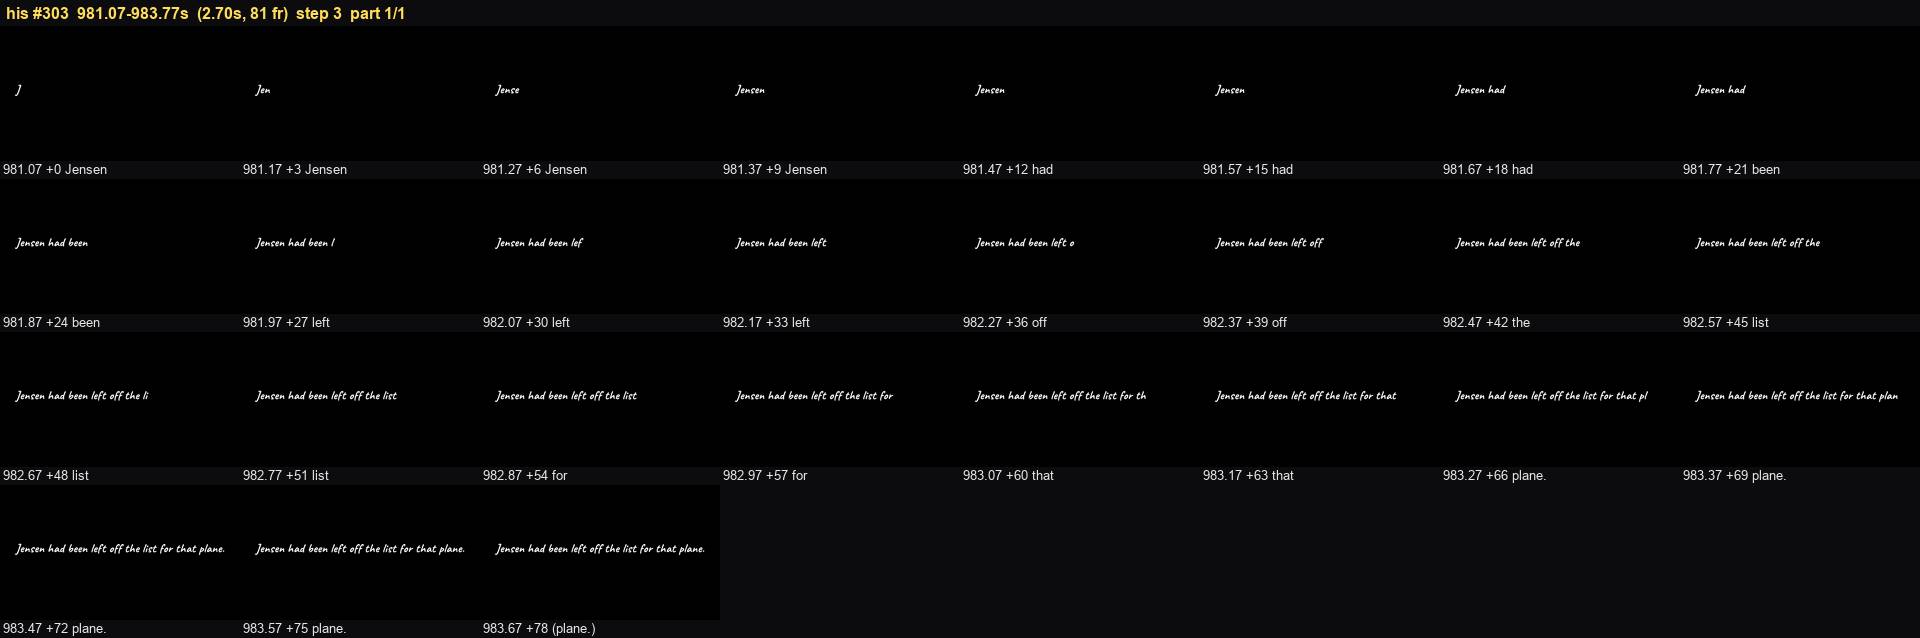 his #303 981.07-983.77s (2.70s, 81 fr) step 3 part 1/1
J
Jen
Jense
Jensen
Jensen
Jensen
Jensen had
Jensen had
981.07 +0 Jensen
981.17 +3 Jensen
981.27 +6 Jensen
981.37 +9 Jensen
981.47 +12 had
981.57 +15 had
981.67 +18 had
981.77 +21 been
Jensen had been
Jensen had been l
Jensen had been lef
Jensen had been left
Jensen had been left o
Jensen had been left off
Jensen had been left off the
Jensen had been left off the
981.87 +24 been
981.97 +27 left
982.07 +30 left
982.17 +33 left
982.27 +36 off
982.37 +39 off
982.47 +42 the
982.57 +45 list
Jensen had been left off the li
Jensen had been left off the list
Jensen had been left off the list
Jensen had been left off the list for
Jensen had been left off the list for th
Jensen had been left off the list for that
Jensen had been left off the list for that pl
Jensen had been left off the list for that plan
982.67 +48 list
982.77 +51 list
982.87 +54 for
982.97 +57 for
983.07 +60 that
983.17 +63 that
983.27 +66 plane.
983.37 +69 plane.
Jensen had been left off the list for that plane.
Jensen had been left off the list for that plane.
Jensen had been left off the list for that plane.
983.47 +72 plane.
983.57 +75 plane.
983.67 +78 (plane.)